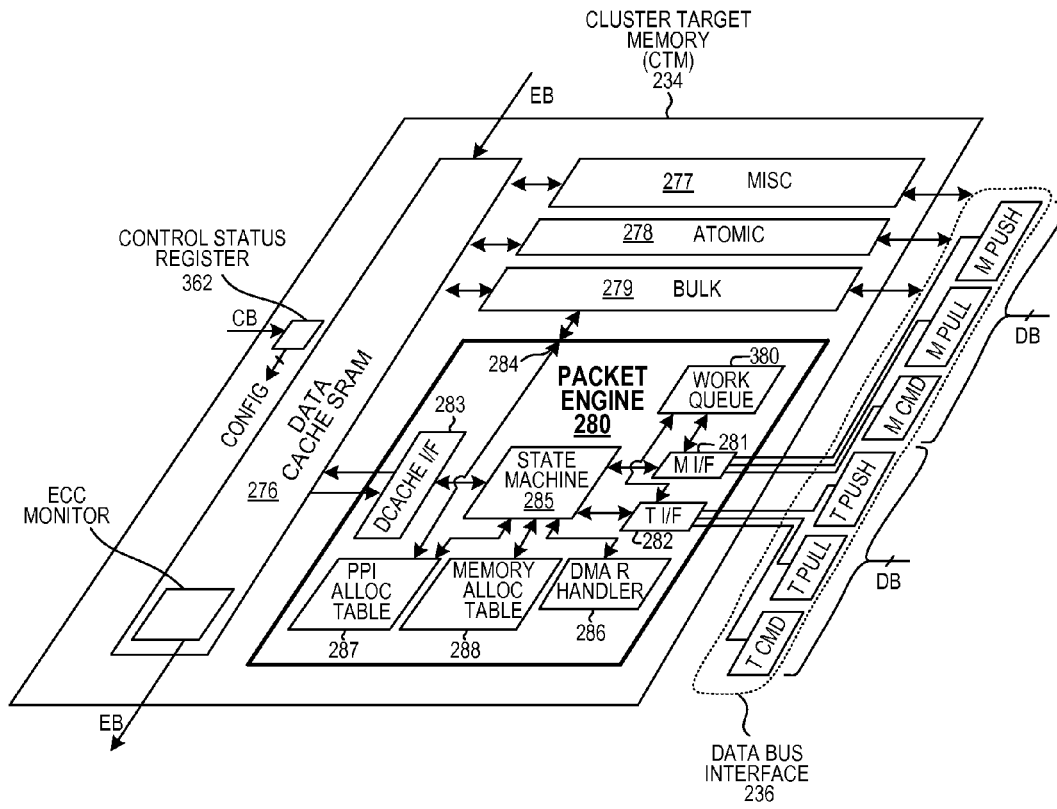 CLUSTER TARGET
MEMORY
(CTM)
234
EB
277 MISC
278 ATOMIC
279 BULK
CONTROL STATUS
REGISTER
362
CB
CONFIG
DATA
CACHE SRAM
276
ECC
MONITOR
EB
284
PACKET
ENGINE
280
380
WORK
QUEUE
283
DCACHE I/F
STATE
MACHINE
285
281
M I/F
T I/F
282
PPI
ALLOC
TABLE
287
MEMORY
ALLOC
TABLE
288
DMA R
HANDLER
286
M PUSH
M PULL
M CMD
DB
T PUSH
T PULL
T CMD
DB
DATA BUS
INTERFACE
236